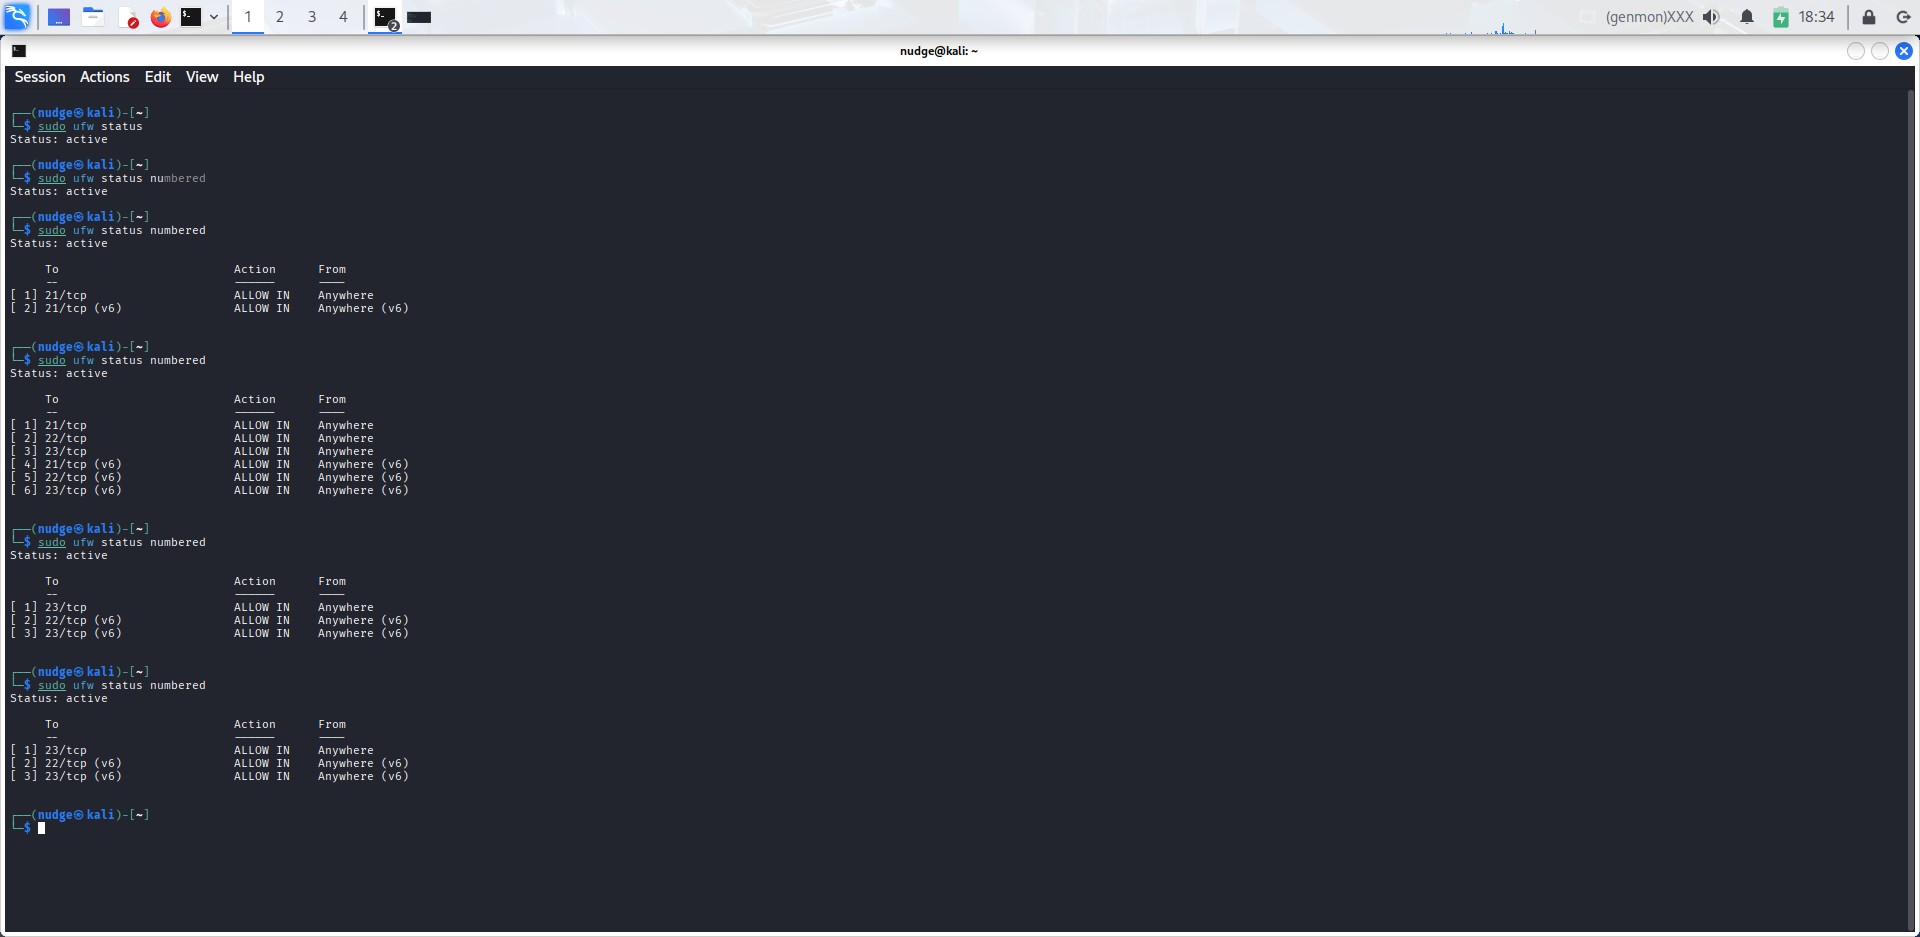 1 2 3 4 2 (genmon)XXX 18:34
nudge@kali: ~
Session Actions Edit View Help
┌──(nudge㉿kali)-[~]
└─$ sudo ufw status
Status: active
┌──(nudge㉿kali)-[~]
└─$ sudo ufw status numbered
Status: active
┌──(nudge㉿kali)-[~]
└─$ sudo ufw status numbered
Status: active
To Action From
-- ------ ----
[ 1] 21/tcp ALLOW IN Anywhere
[ 2] 21/tcp (v6) ALLOW IN Anywhere (v6)
┌──(nudge㉿kali)-[~]
└─$ sudo ufw status numbered
Status: active
To Action From
-- ------ ----
[ 1] 21/tcp ALLOW IN Anywhere
[ 2] 22/tcp ALLOW IN Anywhere
[ 3] 23/tcp ALLOW IN Anywhere
[ 4] 21/tcp (v6) ALLOW IN Anywhere (v6)
[ 5] 22/tcp (v6) ALLOW IN Anywhere (v6)
[ 6] 23/tcp (v6) ALLOW IN Anywhere (v6)
┌──(nudge㉿kali)-[~]
└─$ sudo ufw status numbered
Status: active
To Action From
-- ------ ----
[ 1] 23/tcp ALLOW IN Anywhere
[ 2] 22/tcp (v6) ALLOW IN Anywhere (v6)
[ 3] 23/tcp (v6) ALLOW IN Anywhere (v6)
┌──(nudge㉿kali)-[~]
└─$ sudo ufw status numbered
Status: active
To Action From
-- ------ ----
[ 1] 23/tcp ALLOW IN Anywhere
[ 2] 22/tcp (v6) ALLOW IN Anywhere (v6)
[ 3] 23/tcp (v6) ALLOW IN Anywhere (v6)
┌──(nudge㉿kali)-[~]
└─$